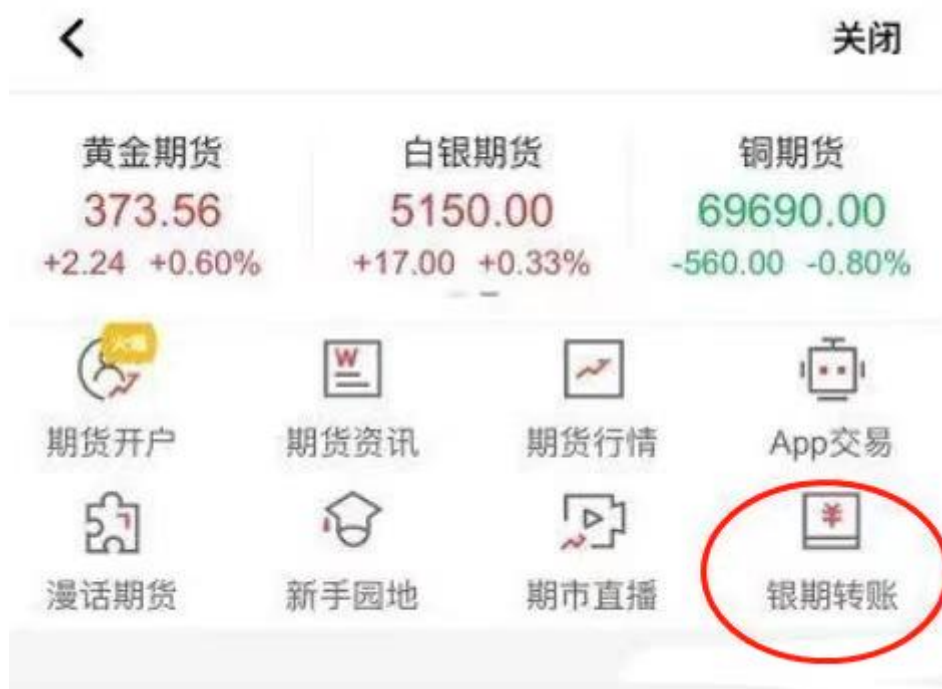 关闭
黄金期货 白银期货 铜期货
373.56 5150.00 69690.00
+2.24 +0.60% +17.00 +0.33% -560.00 -0.80%
W ¥
期货开户 期货资讯 期货行情 App交易
漫话期货 新手园地 期市直播 银期转账